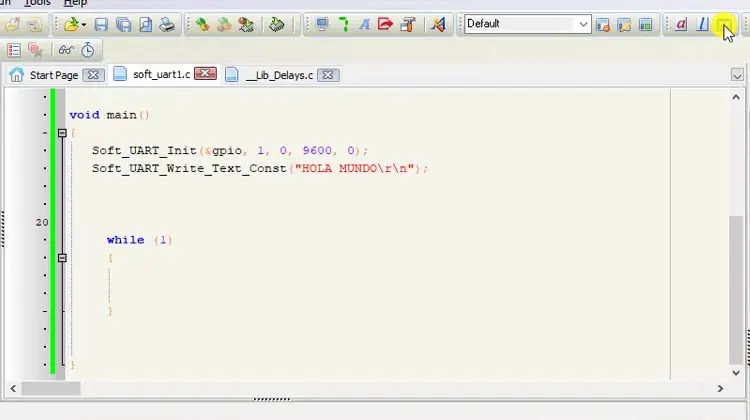 un Tools
Default
Start Page soft_uart1.c __Lib_Delays.c
void main()
{
Soft_UART_Init(&gpio, 1, 0, 9600, 0);
Soft_UART_Write_Text_Const("HOLA MUNDO\r\n");
20
while (1)
{
}
}